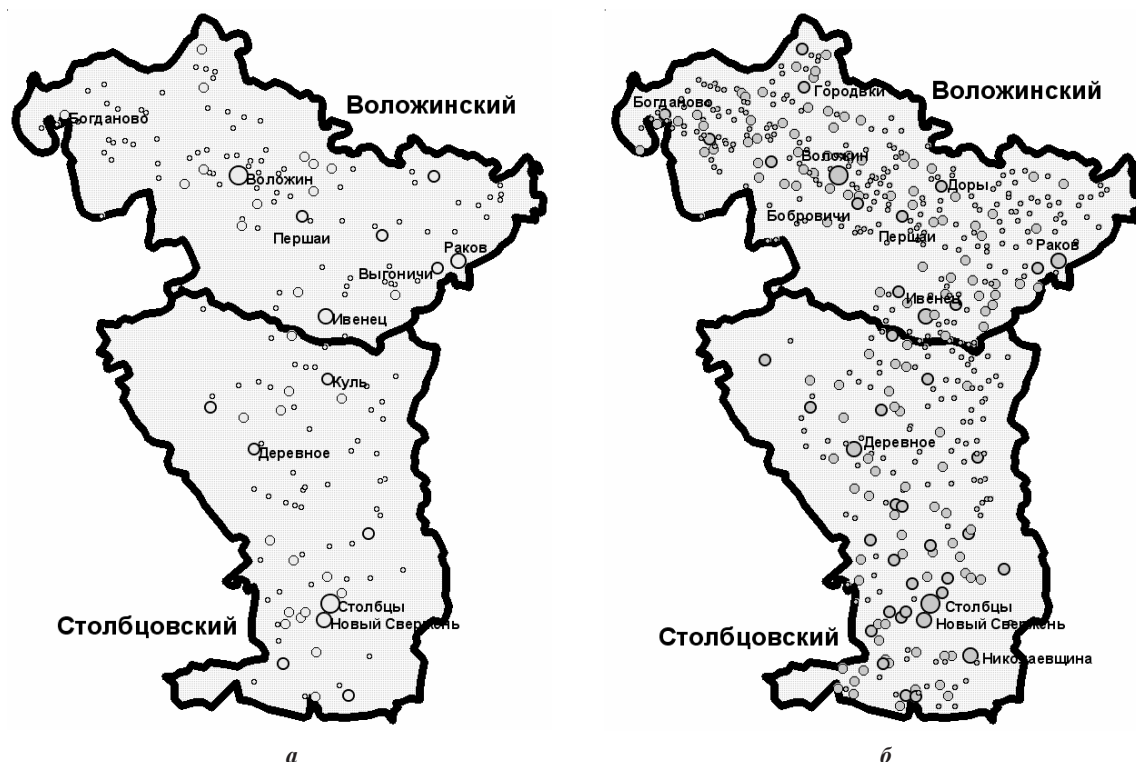 Воложинский
Богданово
Воложин
Першаи
Раков
Выгоничи
Ивенец
Куль
Деревное
Столбцы
Новый Свержень
Столбцовский
а
Воложинский
Городьки
Богданово
Воложин
Доры
Бобровичи
Першаи
Раков
Ивенец
Деревное
Столбцы
Новый Свержень
Столбцовский
Николаевщина
б